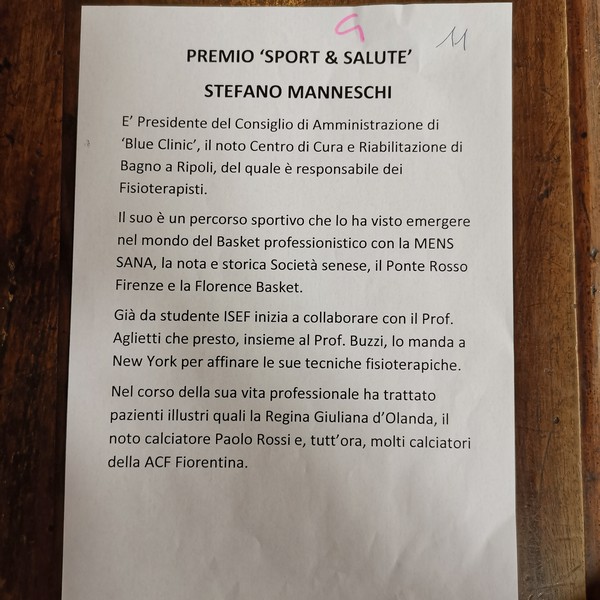 9 11
PREMIO ‘SPORT & SALUTE’
STEFANO MANNESCHI
E’ Presidente del Consiglio di Amministrazione di
‘Blue Clinic’, il noto Centro di Cura e Riabilitazione di
Bagno a Ripoli, del quale è responsabile dei
Fisioterapisti.
Il suo è un percorso sportivo che lo ha visto emergere
nel mondo del Basket professionistico con la MENS
SANA, la nota e storica Società senese, il Ponte Rosso
Firenze e la Florence Basket.
Già da studente ISEF inizia a collaborare con il Prof.
Aglietti che presto, insieme al Prof. Buzzi, lo manda a
New York per affinare le sue tecniche fisioterapiche.
Nel corso della sua vita professionale ha trattato
pazienti illustri quali la Regina Giuliana d’Olanda, il
noto calciatore Paolo Rossi e, tutt’ora, molti calciatori
della ACF Fiorentina.